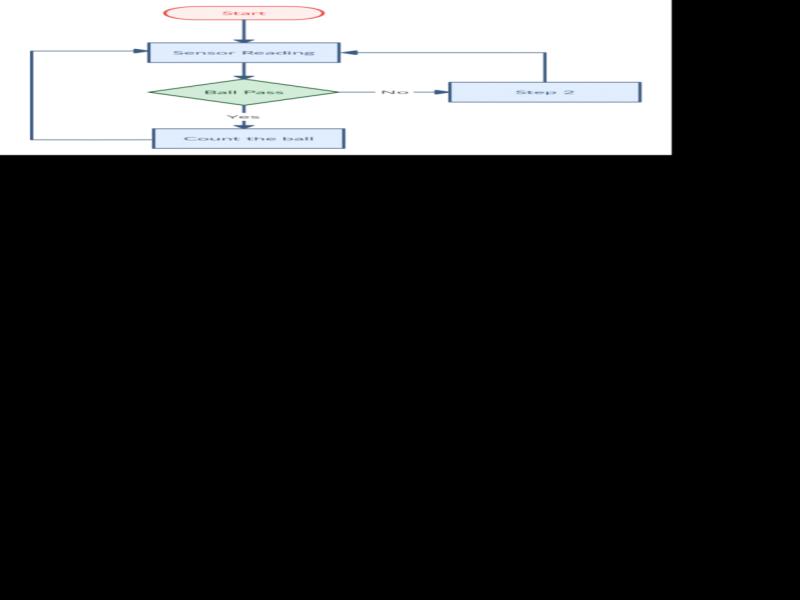 Start
Sensor Reading
Ball Pass
No
Step 2
Yes
Count the ball